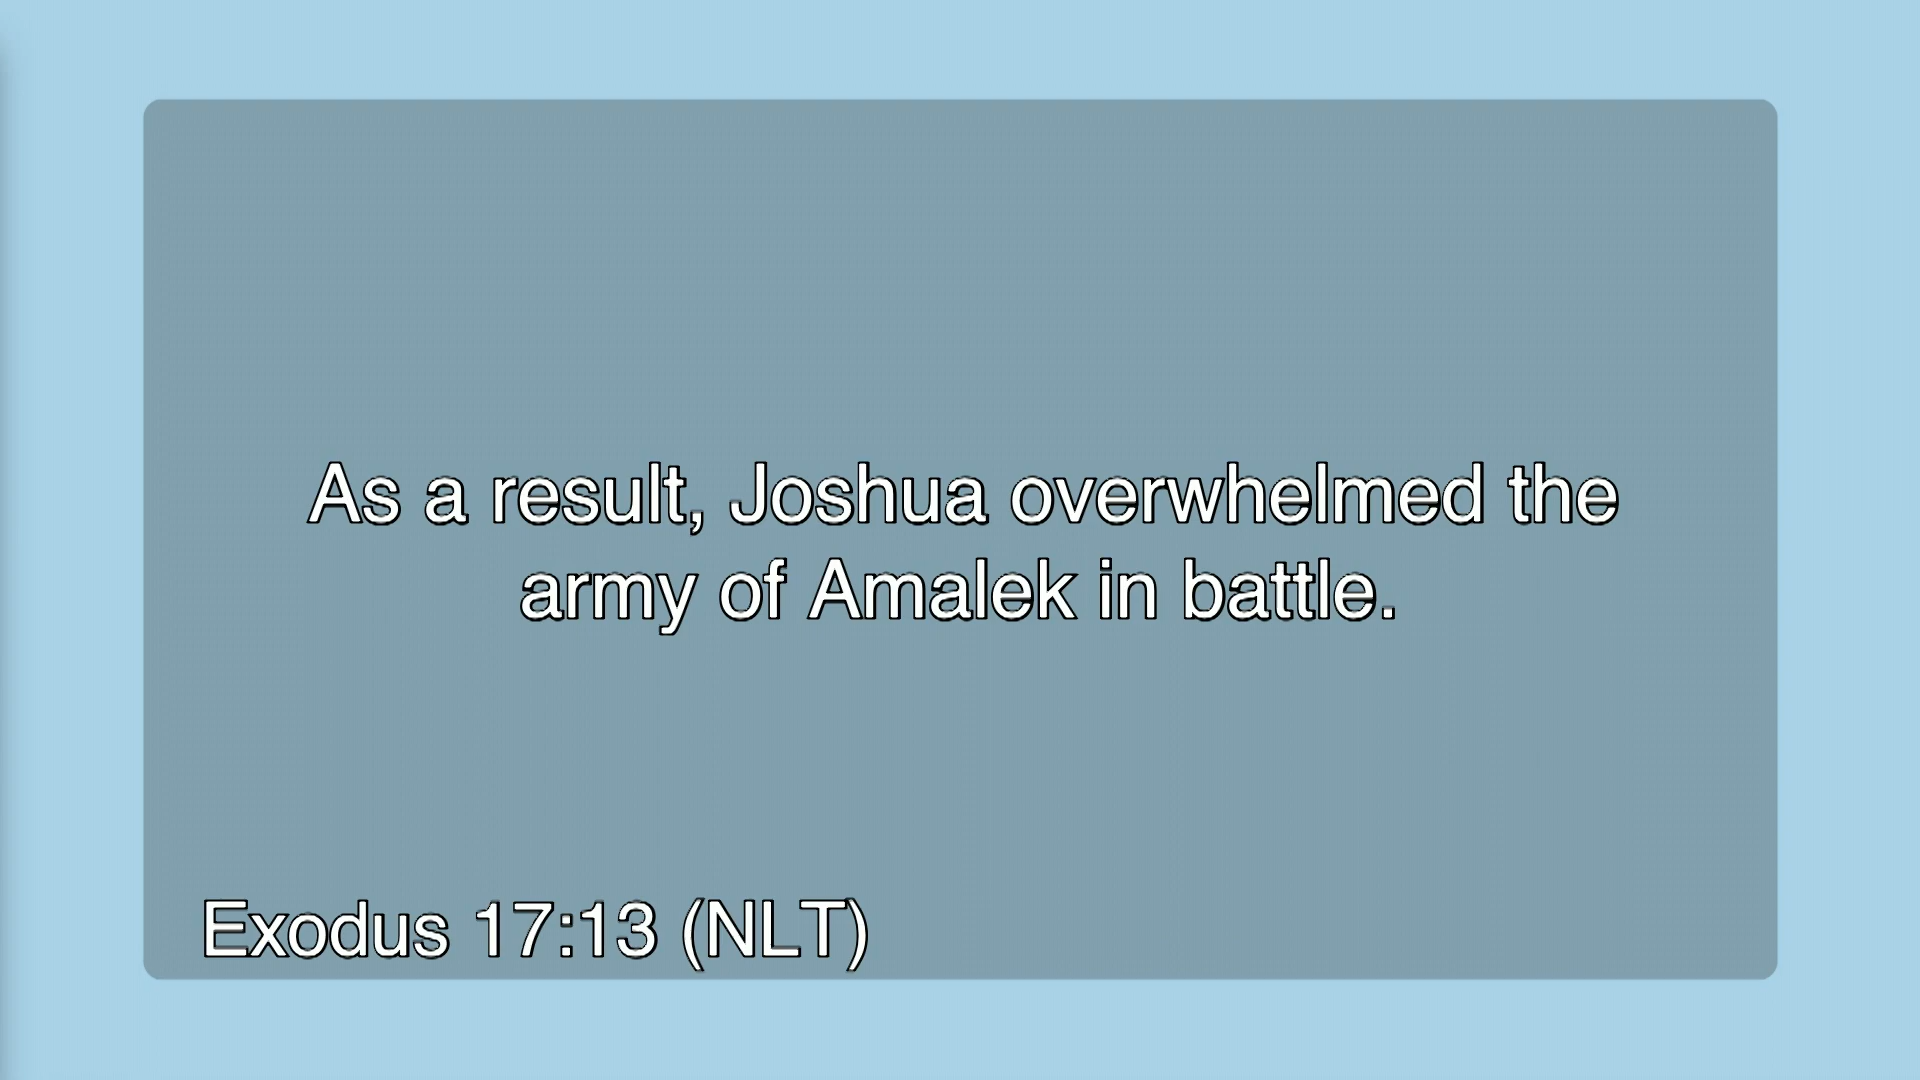 As a result, Joshua overwhelmed the
army of Amalek in battle.
Exodus 17:13 (NLT)